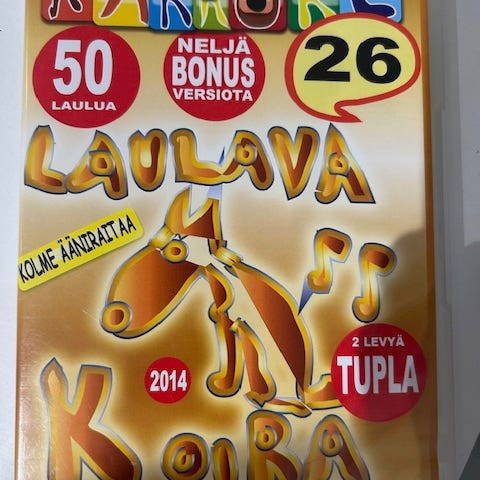 KARAOKE
50
LAULUA
NELJÄ
BONUS
VERSIOTA
26
LAULAVA
KOLME ÄÄNIRAITAA
2014
2 LEVYÄ
TUPLA
KOIRA